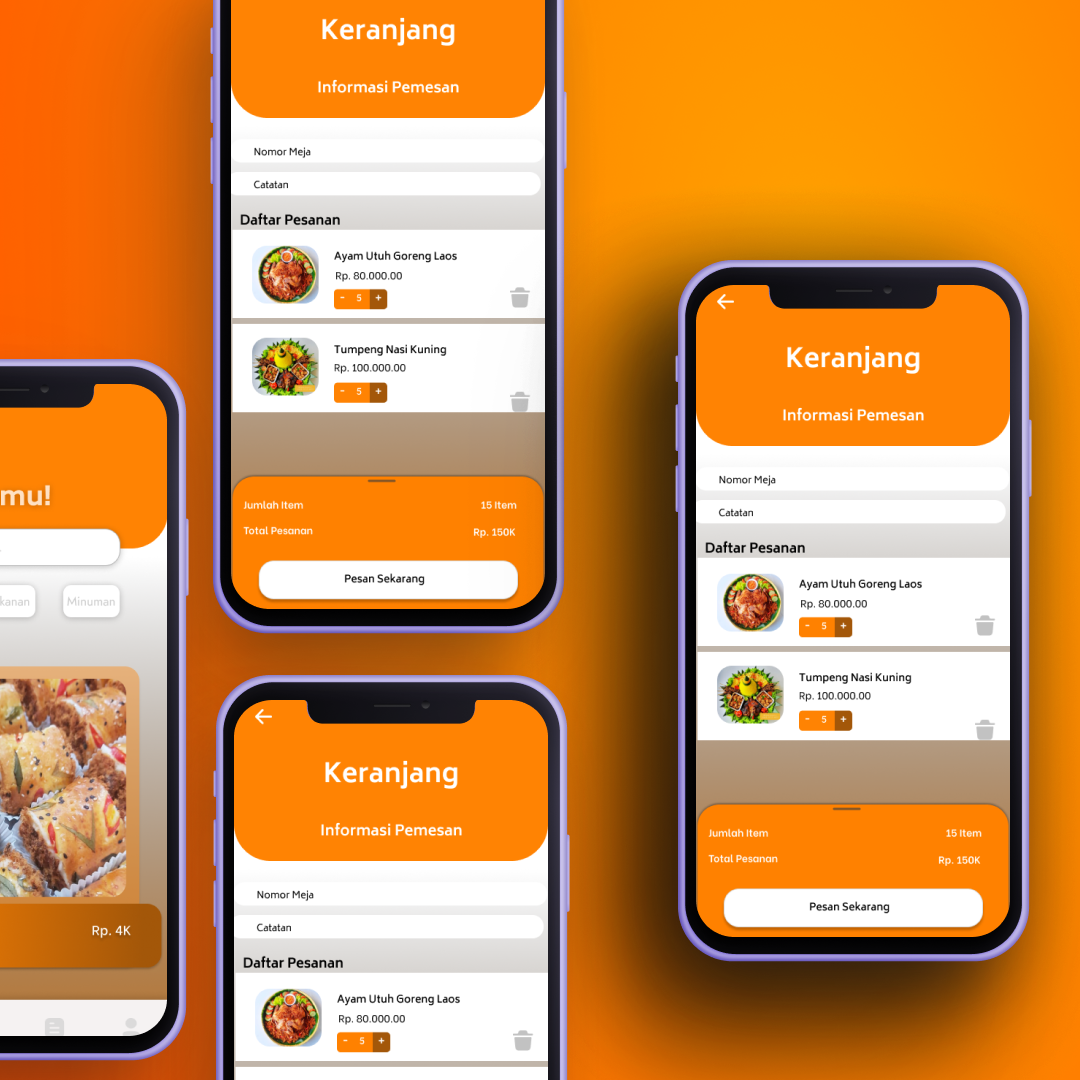 Keranjang
Informasi Pemesan
Nomor Meja
Catatan
Daftar Pesanan
Ayam Utuh Goreng Laos
Rp. 80.000.00
- 5 +
Tumpeng Nasi Kuning
Rp. 100.000.00
- 5 +
Jumlah Item 15 Item
Total Pesanan Rp. 150K
Pesan Sekarang
mu!
kanan Minuman
Rp. 4K
Keranjang
Informasi Pemesan
Nomor Meja
Catatan
Daftar Pesanan
Ayam Utuh Goreng Laos
Rp. 80.000.00
- 5 +
Keranjang
Informasi Pemesan
Nomor Meja
Catatan
Daftar Pesanan
Ayam Utuh Goreng Laos
Rp. 80.000.00
- 5 +
Tumpeng Nasi Kuning
Rp. 100.000.00
- 5 +
Jumlah Item 15 Item
Total Pesanan Rp. 150K
Pesan Sekarang